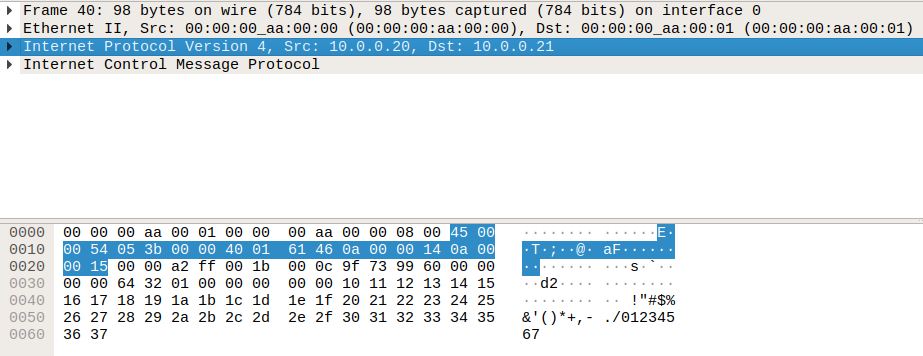 Frame 40: 98 bytes on wire (784 bits), 98 bytes captured (784 bits) on interface 0
Ethernet II, Src: 00:00:00_aa:00:00 (00:00:00:aa:00:00), Dst: 00:00:00_aa:00:01 (00:00:00:aa:00:01)
Internet Protocol Version 4, Src: 10.0.0.20, Dst: 10.0.0.21
Internet Control Message Protocol
0000 00 00 00 aa 00 01 00 00 00 aa 00 00 08 00 45 00 ········ ······E·
0010 00 54 05 3b 00 00 40 01 61 46 0a 00 00 14 0a 00 ·T·;··@· aF······
0020 00 15 00 00 a2 ff 00 1b 00 0c 9f 73 99 60 00 00 ········ ···s·`··
0030 00 00 64 32 01 00 00 00 00 00 10 11 12 13 14 15 ··d2···· ········
0040 16 17 18 19 1a 1b 1c 1d 1e 1f 20 21 22 23 24 25 ········ ·· !"#$%
0050 26 27 28 29 2a 2b 2c 2d 2e 2f 30 31 32 33 34 35 &'()*+,- ./012345
0060 36 37 67